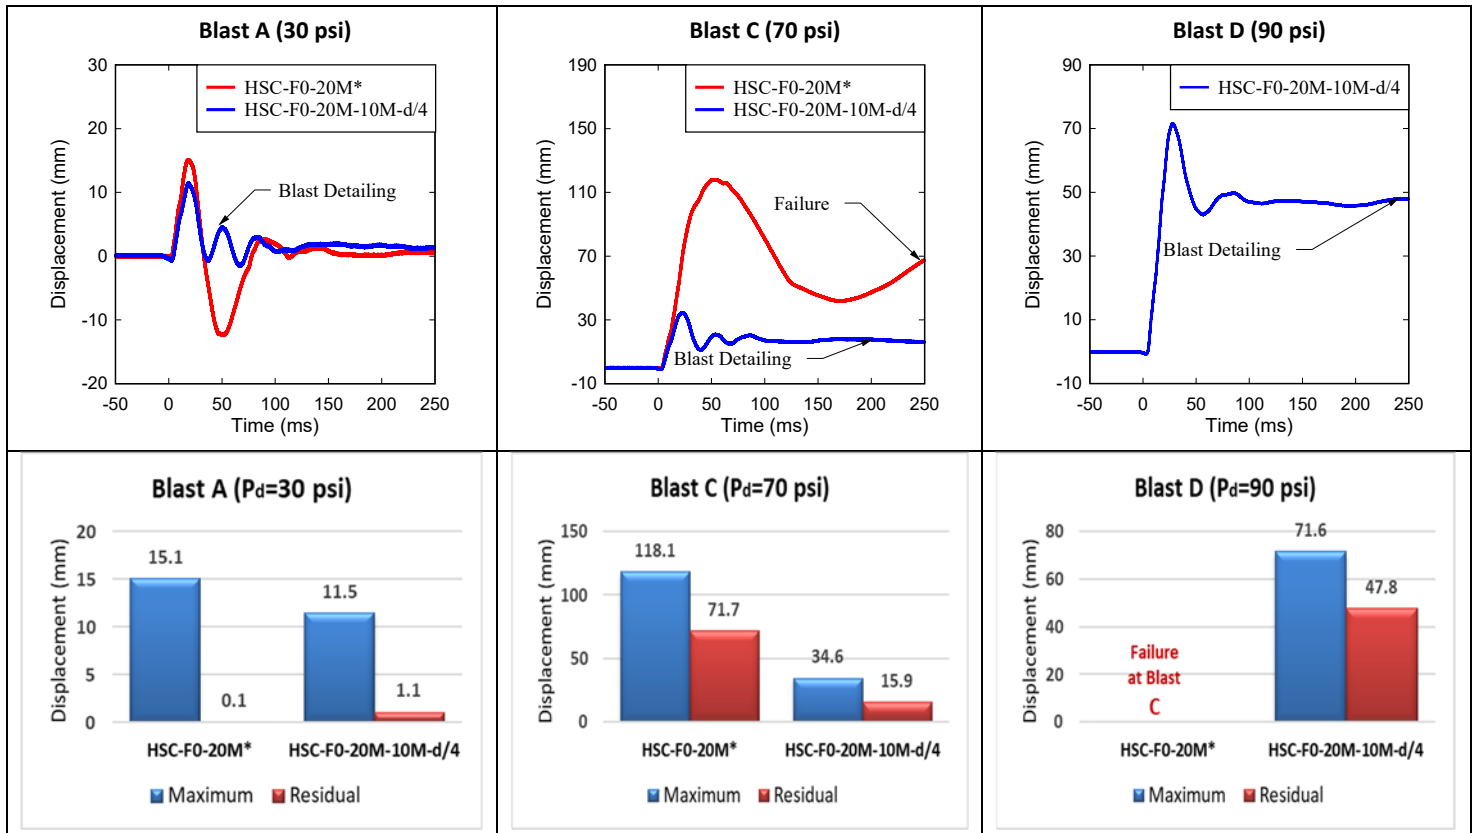 Blast A (30 psi)
30
20
10
0
-10
-20
-50
0
50
100
150
200
250
Displacement (mm)
Time (ms)
HSC-F0-20M*
HSC-F0-20M-10M-d/4
Blast Detailing
Blast C (70 psi)
190
150
110
70
30
-10
-50
0
50
100
150
200
250
Displacement (mm)
Time (ms)
HSC-F0-20M*
HSC-F0-20M-10M-d/4
Failure
Blast Detailing
Blast D (90 psi)
90
70
50
30
10
-10
-50
0
50
100
150
200
250
Displacement (mm)
Time (ms)
HSC-F0-20M-10M-d/4
Blast Detailing
Blast A (Pd=30 psi)
20
15
10
5
0
Displacement (mm)
15.1
0.1
11.5
1.1
HSC-F0-20M*
HSC-F0-20M-10M-d/4
Maximum
Residual
Blast C (Pd=70 psi)
150
100
50
0
Displacement (mm)
118.1
71.7
34.6
15.9
HSC-F0-20M*
HSC-F0-20M-10M-d/4
Maximum
Residual
Blast D (Pd=90 psi)
80
60
40
20
0
Displacement (mm)
Failure
at Blast
C
71.6
47.8
HSC-F0-20M*
HSC-F0-20M-10M-d/4
Maximum
Residual